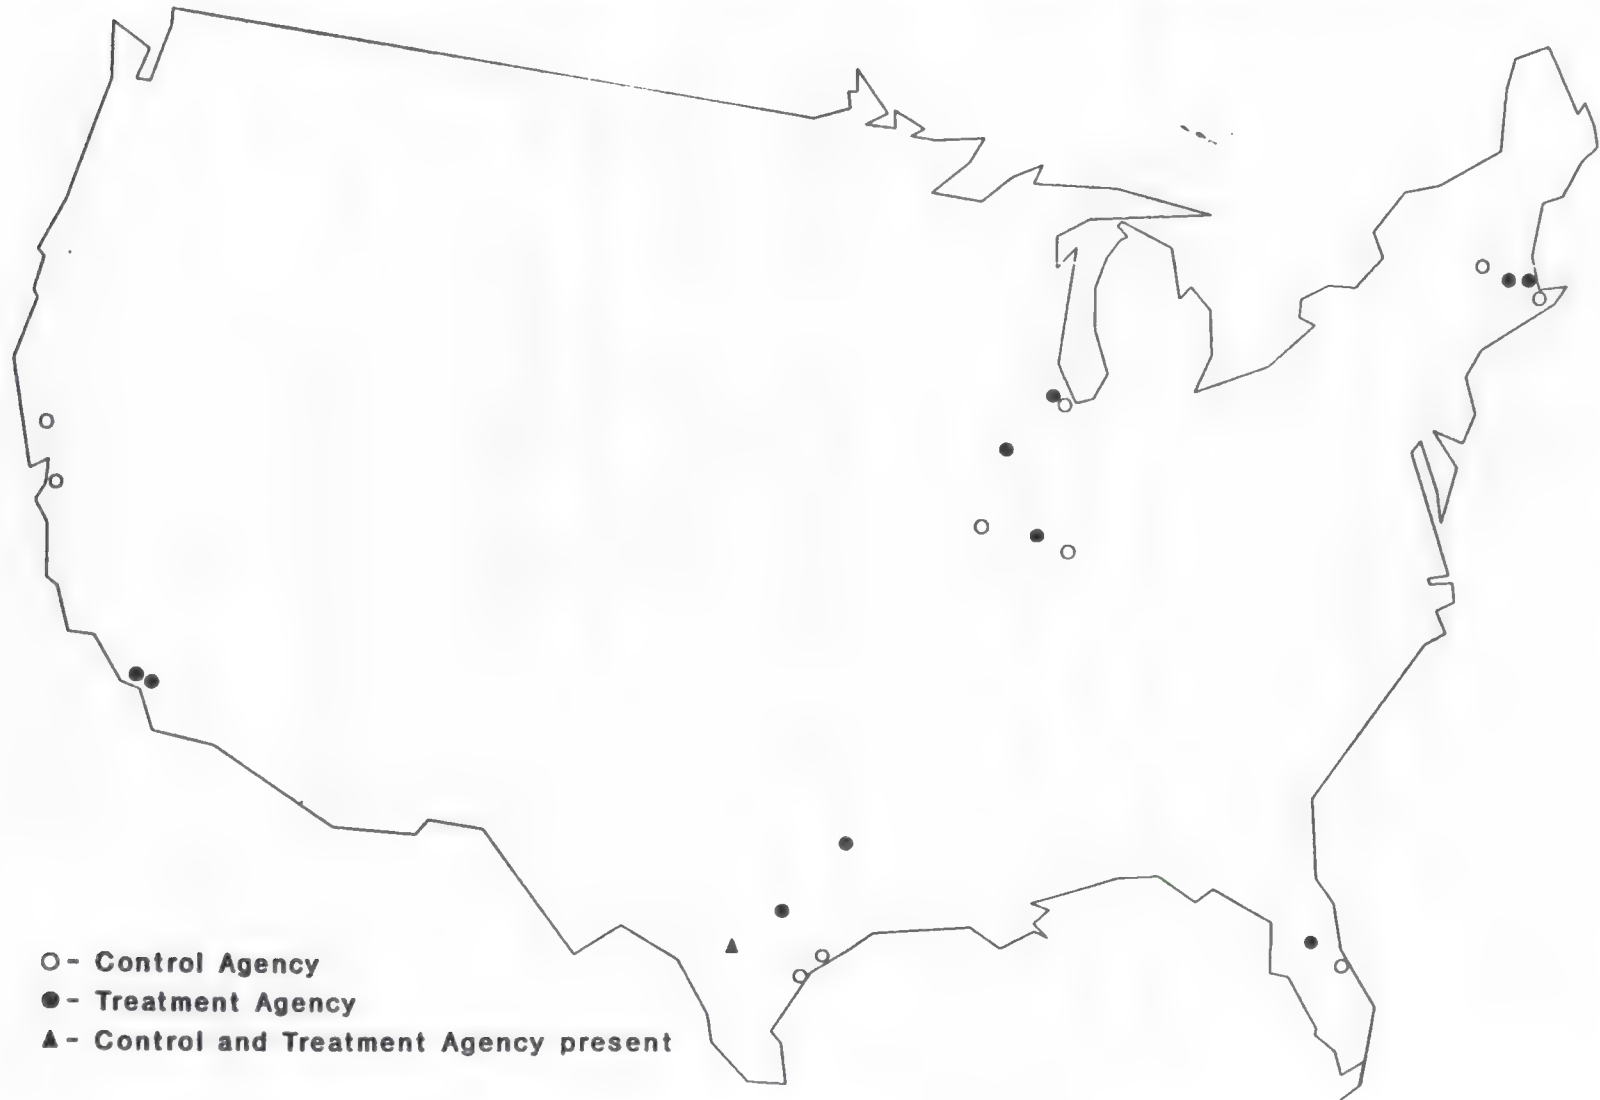 ○- Control Agency
●- Treatment Agency
▲- Control and Treatment Agency present